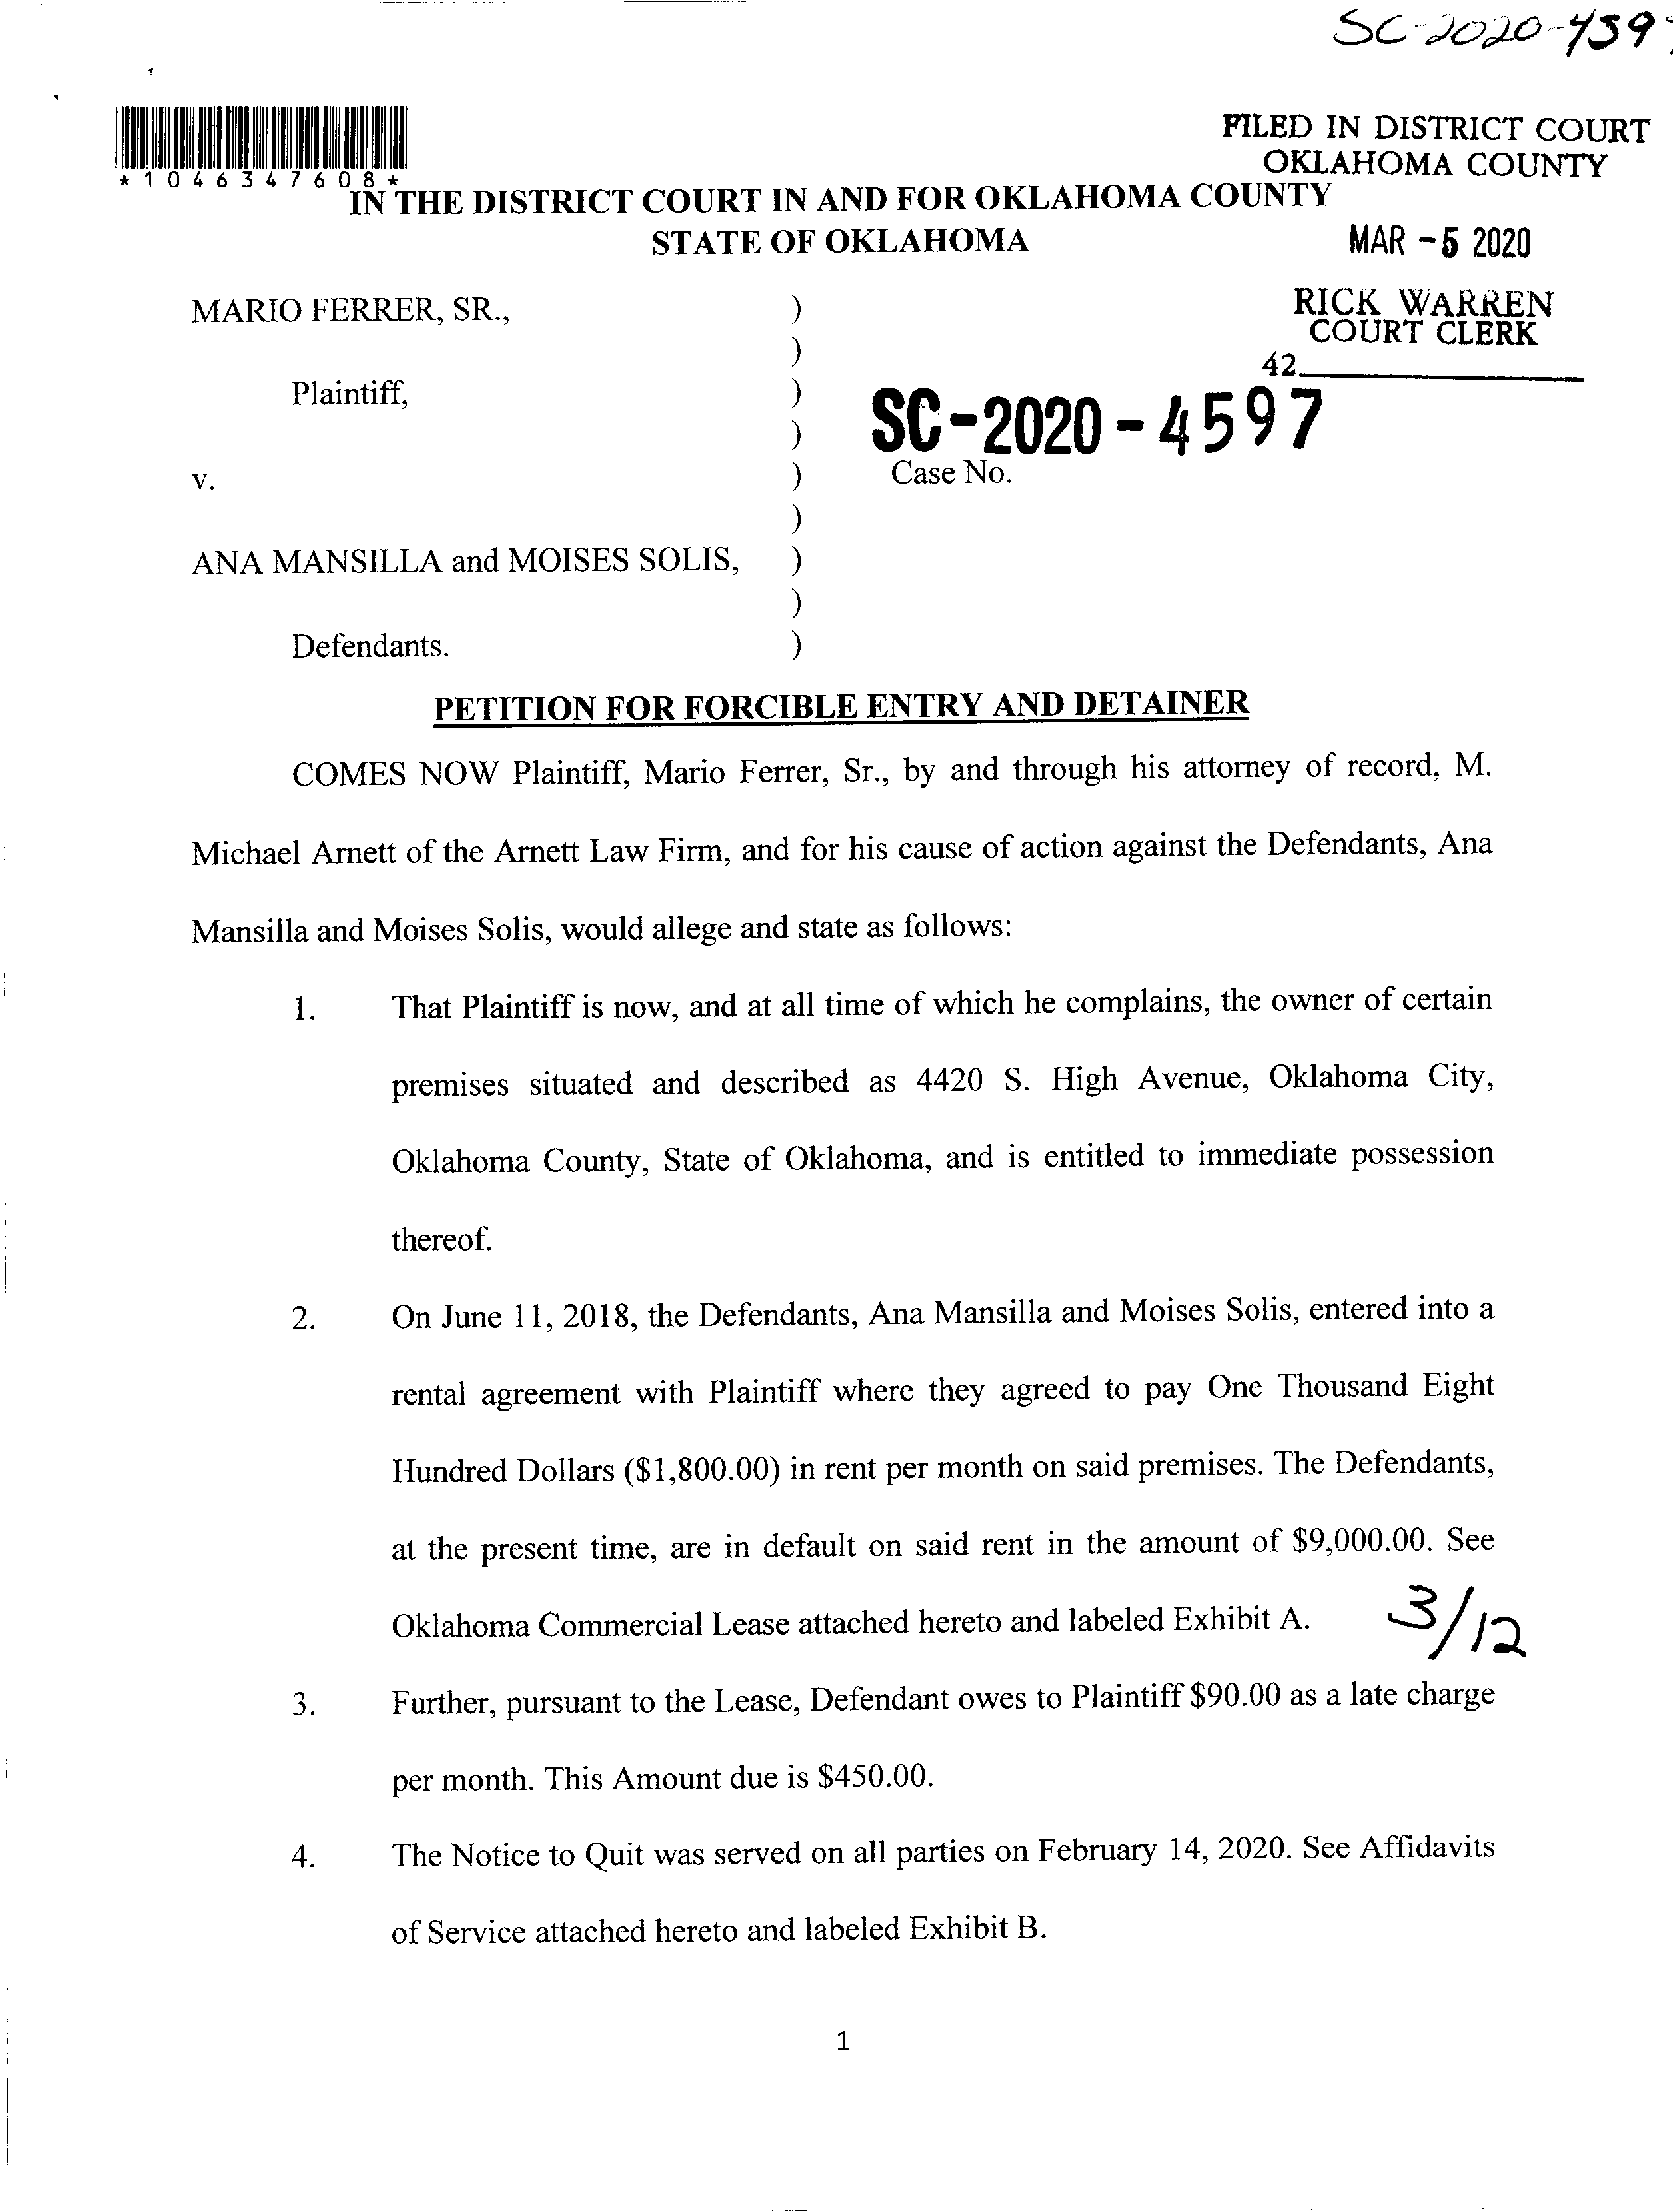 SC-2020-459
FILED IN DISTRICT COURT
OKLAHOMA COUNTY
*1046347608*
IN THE DISTRICT COURT IN AND FOR OKLAHOMA COUNTY
STATE OF OKLAHOMA
MAR -5 2020
MARIO FERRER, SR., )
RICK WARREN
COURT CLERK
)
42
Plaintiff, )
SC-2020-4597
)
v. ) Case No.
)
ANA MANSILLA and MOISES SOLIS, )
)
Defendants. )
PETITION FOR FORCIBLE ENTRY AND DETAINER
COMES NOW Plaintiff, Mario Ferrer, Sr., by and through his attorney of record, M.
Michael Arnett of the Arnett Law Firm, and for his cause of action against the Defendants, Ana
Mansilla and Moises Solis, would allege and state as follows:
1. That Plaintiff is now, and at all time of which he complains, the owner of certain
premises situated and described as 4420 S. High Avenue, Oklahoma City,
Oklahoma County, State of Oklahoma, and is entitled to immediate possession
thereof.
2. On June 11, 2018, the Defendants, Ana Mansilla and Moises Solis, entered into a
rental agreement with Plaintiff where they agreed to pay One Thousand Eight
Hundred Dollars ($1,800.00) in rent per month on said premises. The Defendants,
at the present time, are in default on said rent in the amount of $9,000.00. See
Oklahoma Commercial Lease attached hereto and labeled Exhibit A.
3/12
3. Further, pursuant to the Lease, Defendant owes to Plaintiff $90.00 as a late charge
per month. This Amount due is $450.00.
4. The Notice to Quit was served on all parties on February 14, 2020. See Affidavits
of Service attached hereto and labeled Exhibit B.
1